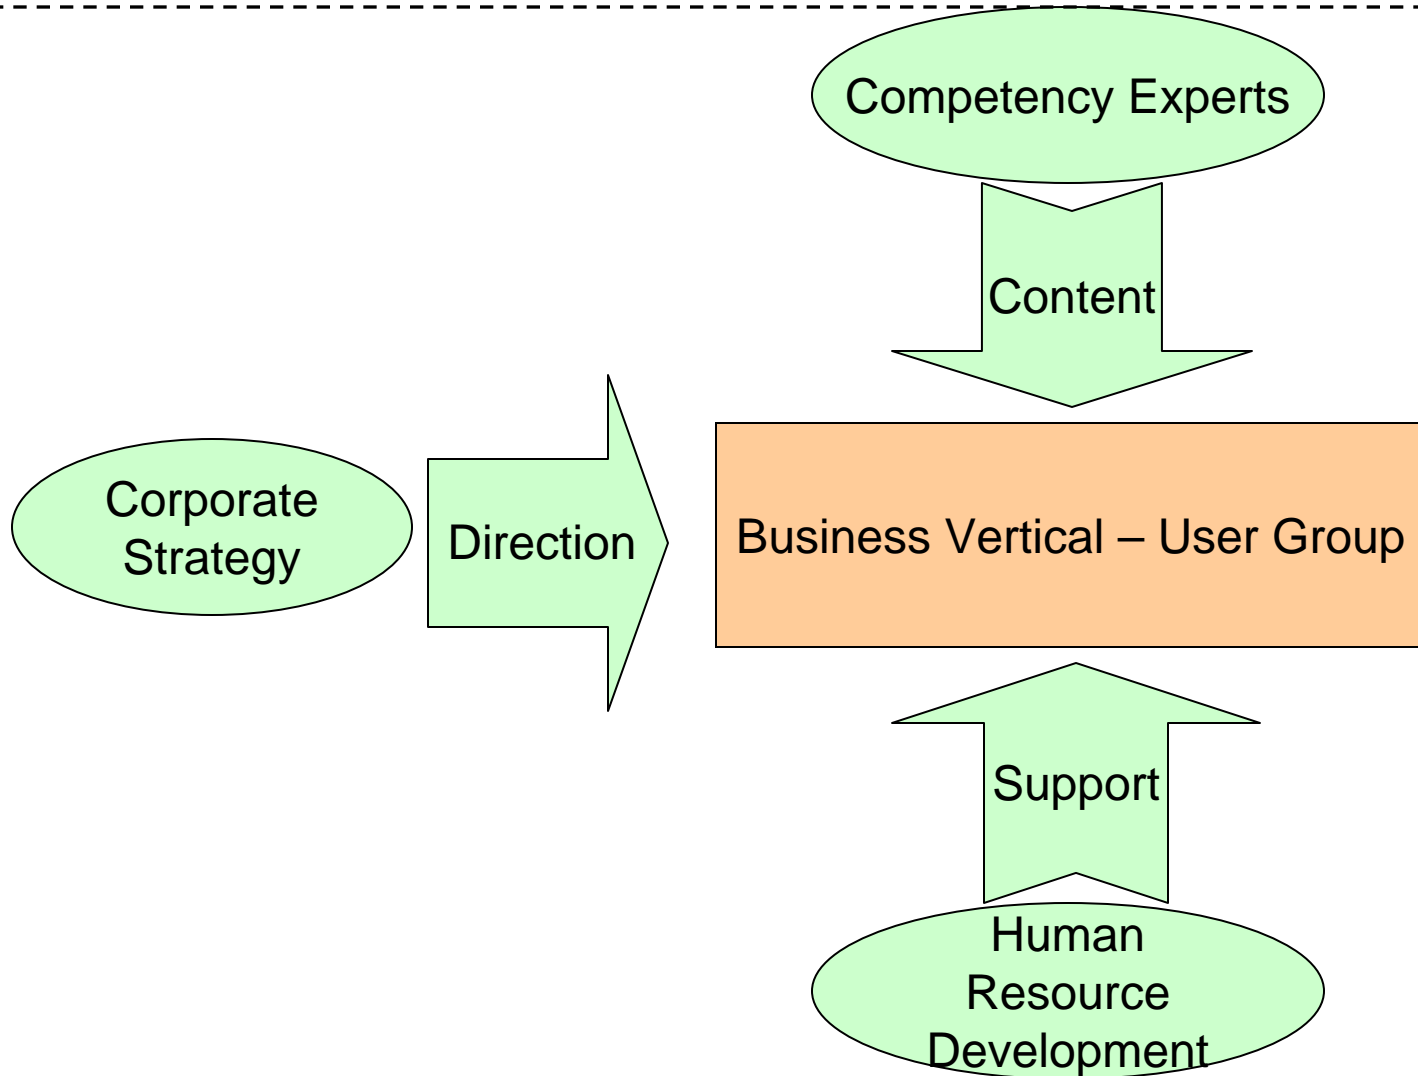 Competency Experts
Content
Corporate
Strategy
Direction
Business Vertical – User Group
Support
Human
Resource
Development